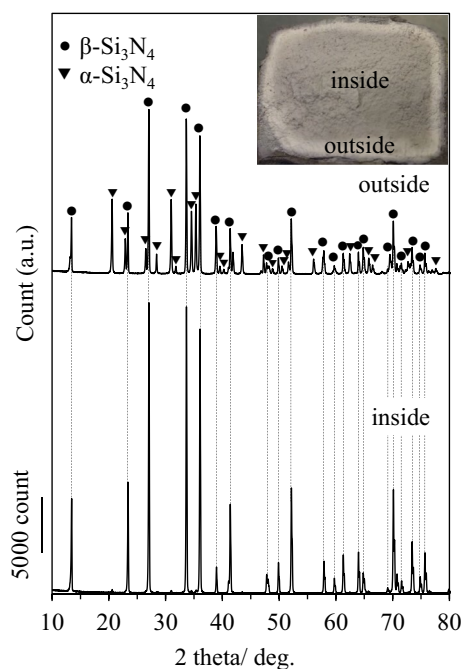 ● β-Si₃N₄
▼ α-Si₃N₄
inside
outside
outside
Count (a.u.)
inside
5000 count
10 20 30 40 50 60 70 80
2 theta/ deg.